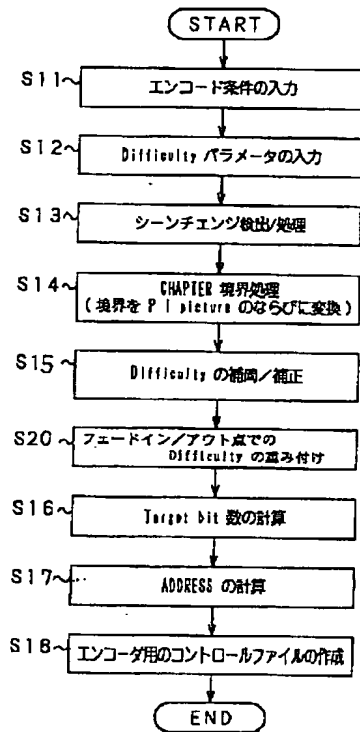 START
S11
エンコード条件の入力
S12
Difficulty パラメータの入力
S13
シーンチェンジ検出/処理
S14
CHAPTER 境界処理
( 境界を P I picture のならびに変換 )
S15
Difficulty の補間/補正
S20
フェードイン/アウト点での
Difficulty の重み付け
S16
Target bit 数の計算
S17
ADDRESS の計算
S18
エンコーダ用のコントロールファイルの作成
END